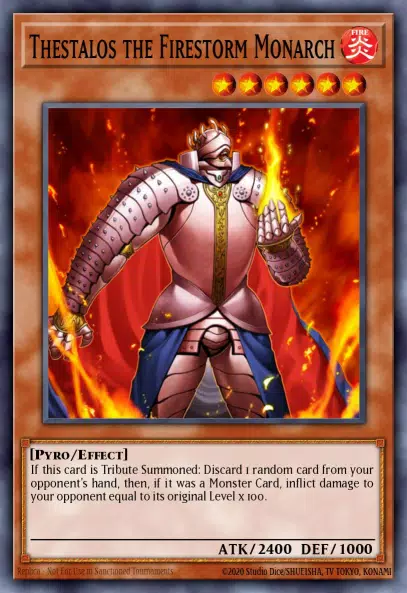 THESTALOS THE FIRESTORM MONARCH
FIRE
炎
[PYRO/EFFECT]
If this card is Tribute Summoned: Discard 1 random card from your
opponent's hand, then, if it was a Monster Card, inflict damage to
your opponent equal to its original Level x 100.
ATK/2400 DEF/1000
Replica - Not For Use in Sanctioned Tournaments
©2020 Studio Dice/SHUEISHA, TV TOKYO, KONAMI